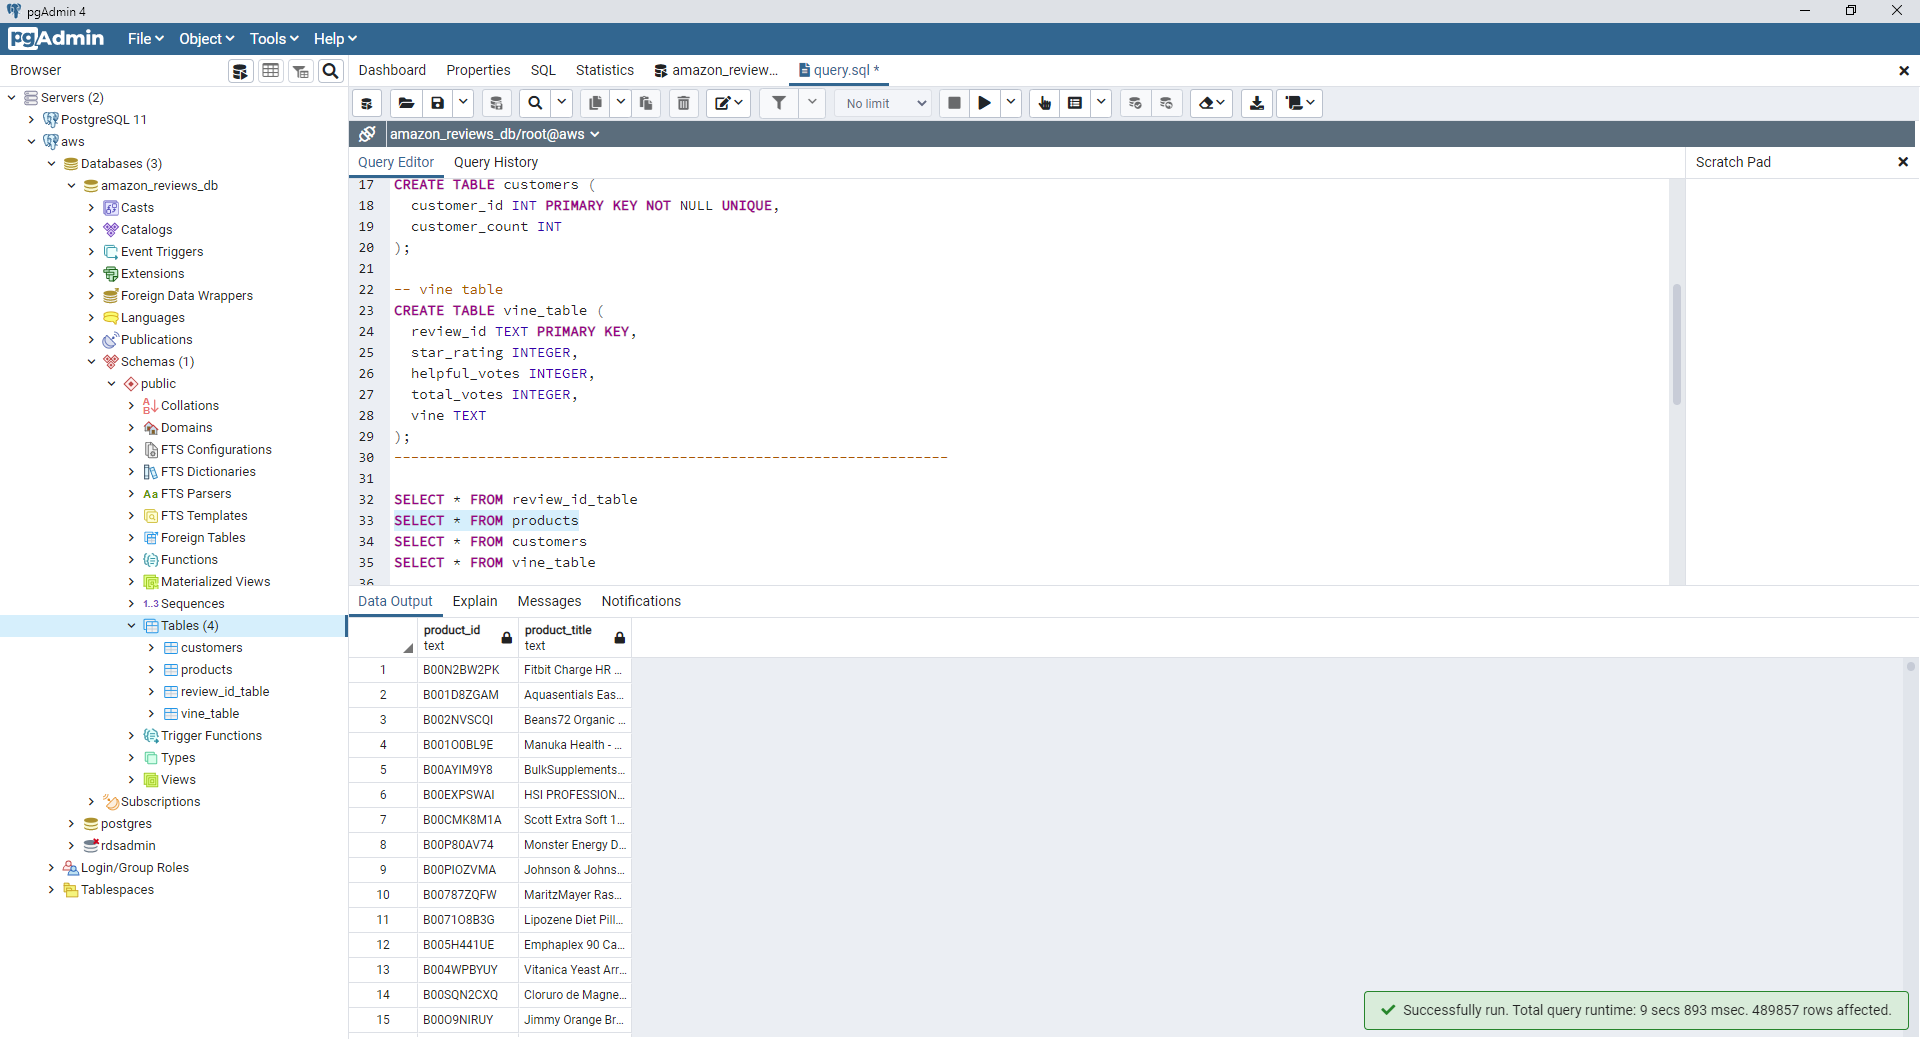 pgAdmin 4
pgAdmin File Object Tools Help
Browser
Dashboard Properties SQL Statistics amazon_review... query.sql *
No limit
amazon_reviews_db/root@aws
Query Editor Query History
Scratch Pad
Servers (2)
PostgreSQL 11
aws
Databases (3)
amazon_reviews_db
Casts
Catalogs
Event Triggers
Extensions
Foreign Data Wrappers
Languages
Publications
Schemas (1)
public
Collations
Domains
FTS Configurations
FTS Dictionaries
Aa FTS Parsers
FTS Templates
Foreign Tables
Functions
Materialized Views
1..3 Sequences
Tables (4)
customers
products
review_id_table
vine_table
Trigger Functions
Types
Views
Subscriptions
postgres
rdsadmin
Login/Group Roles
Tablespaces
17 CREATE TABLE customers (
18 customer_id INT PRIMARY KEY NOT NULL UNIQUE,
19 customer_count INT
20 );
21
22 -- vine table
23 CREATE TABLE vine_table (
24 review_id TEXT PRIMARY KEY,
25 star_rating INTEGER,
26 helpful_votes INTEGER,
27 total_votes INTEGER,
28 vine TEXT
29 );
30 ------------------------------------------------------------------
31
32 SELECT * FROM review_id_table
33 SELECT * FROM products
34 SELECT * FROM customers
35 SELECT * FROM vine_table
36
Data Output Explain Messages Notifications
product_id product_title
text text
1 B00N2BW2PK Fitbit Charge HR ...
2 B001D8ZGAM Aquasentials Eas...
3 B002NVSCQI Beans72 Organic ...
4 B001O0BL9E Manuka Health - ...
5 B00AYIM9Y8 BulkSupplements...
6 B00EXPSWAI HSI PROFESSION...
7 B00CMK8M1A Scott Extra Soft 1...
8 B00P80AV74 Monster Energy D...
9 B00PIOZVMA Johnson & Johns...
10 B00787ZQFW MaritzMayer Ras...
11 B0071O8B3G Lipozene Diet Pill...
12 B005H441UE Emphaplex 90 Ca...
13 B004WPBYUY Vitanica Yeast Arr...
14 B00SQN2CXQ Cloruro de Magne...
15 B00O9NIRUY Jimmy Orange Br...
Successfully run. Total query runtime: 9 secs 893 msec. 489857 rows affected.